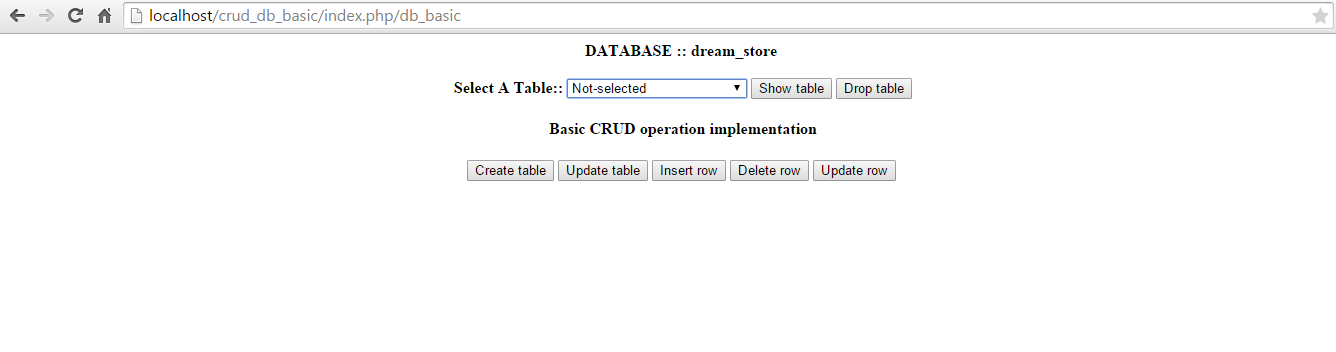 localhost/crud_db_basic/index.php/db_basic
DATABASE :: dream_store
Select A Table:: Not-selected Show table Drop table
Basic CRUD operation implementation
Create table Update table Insert row Delete row Update row